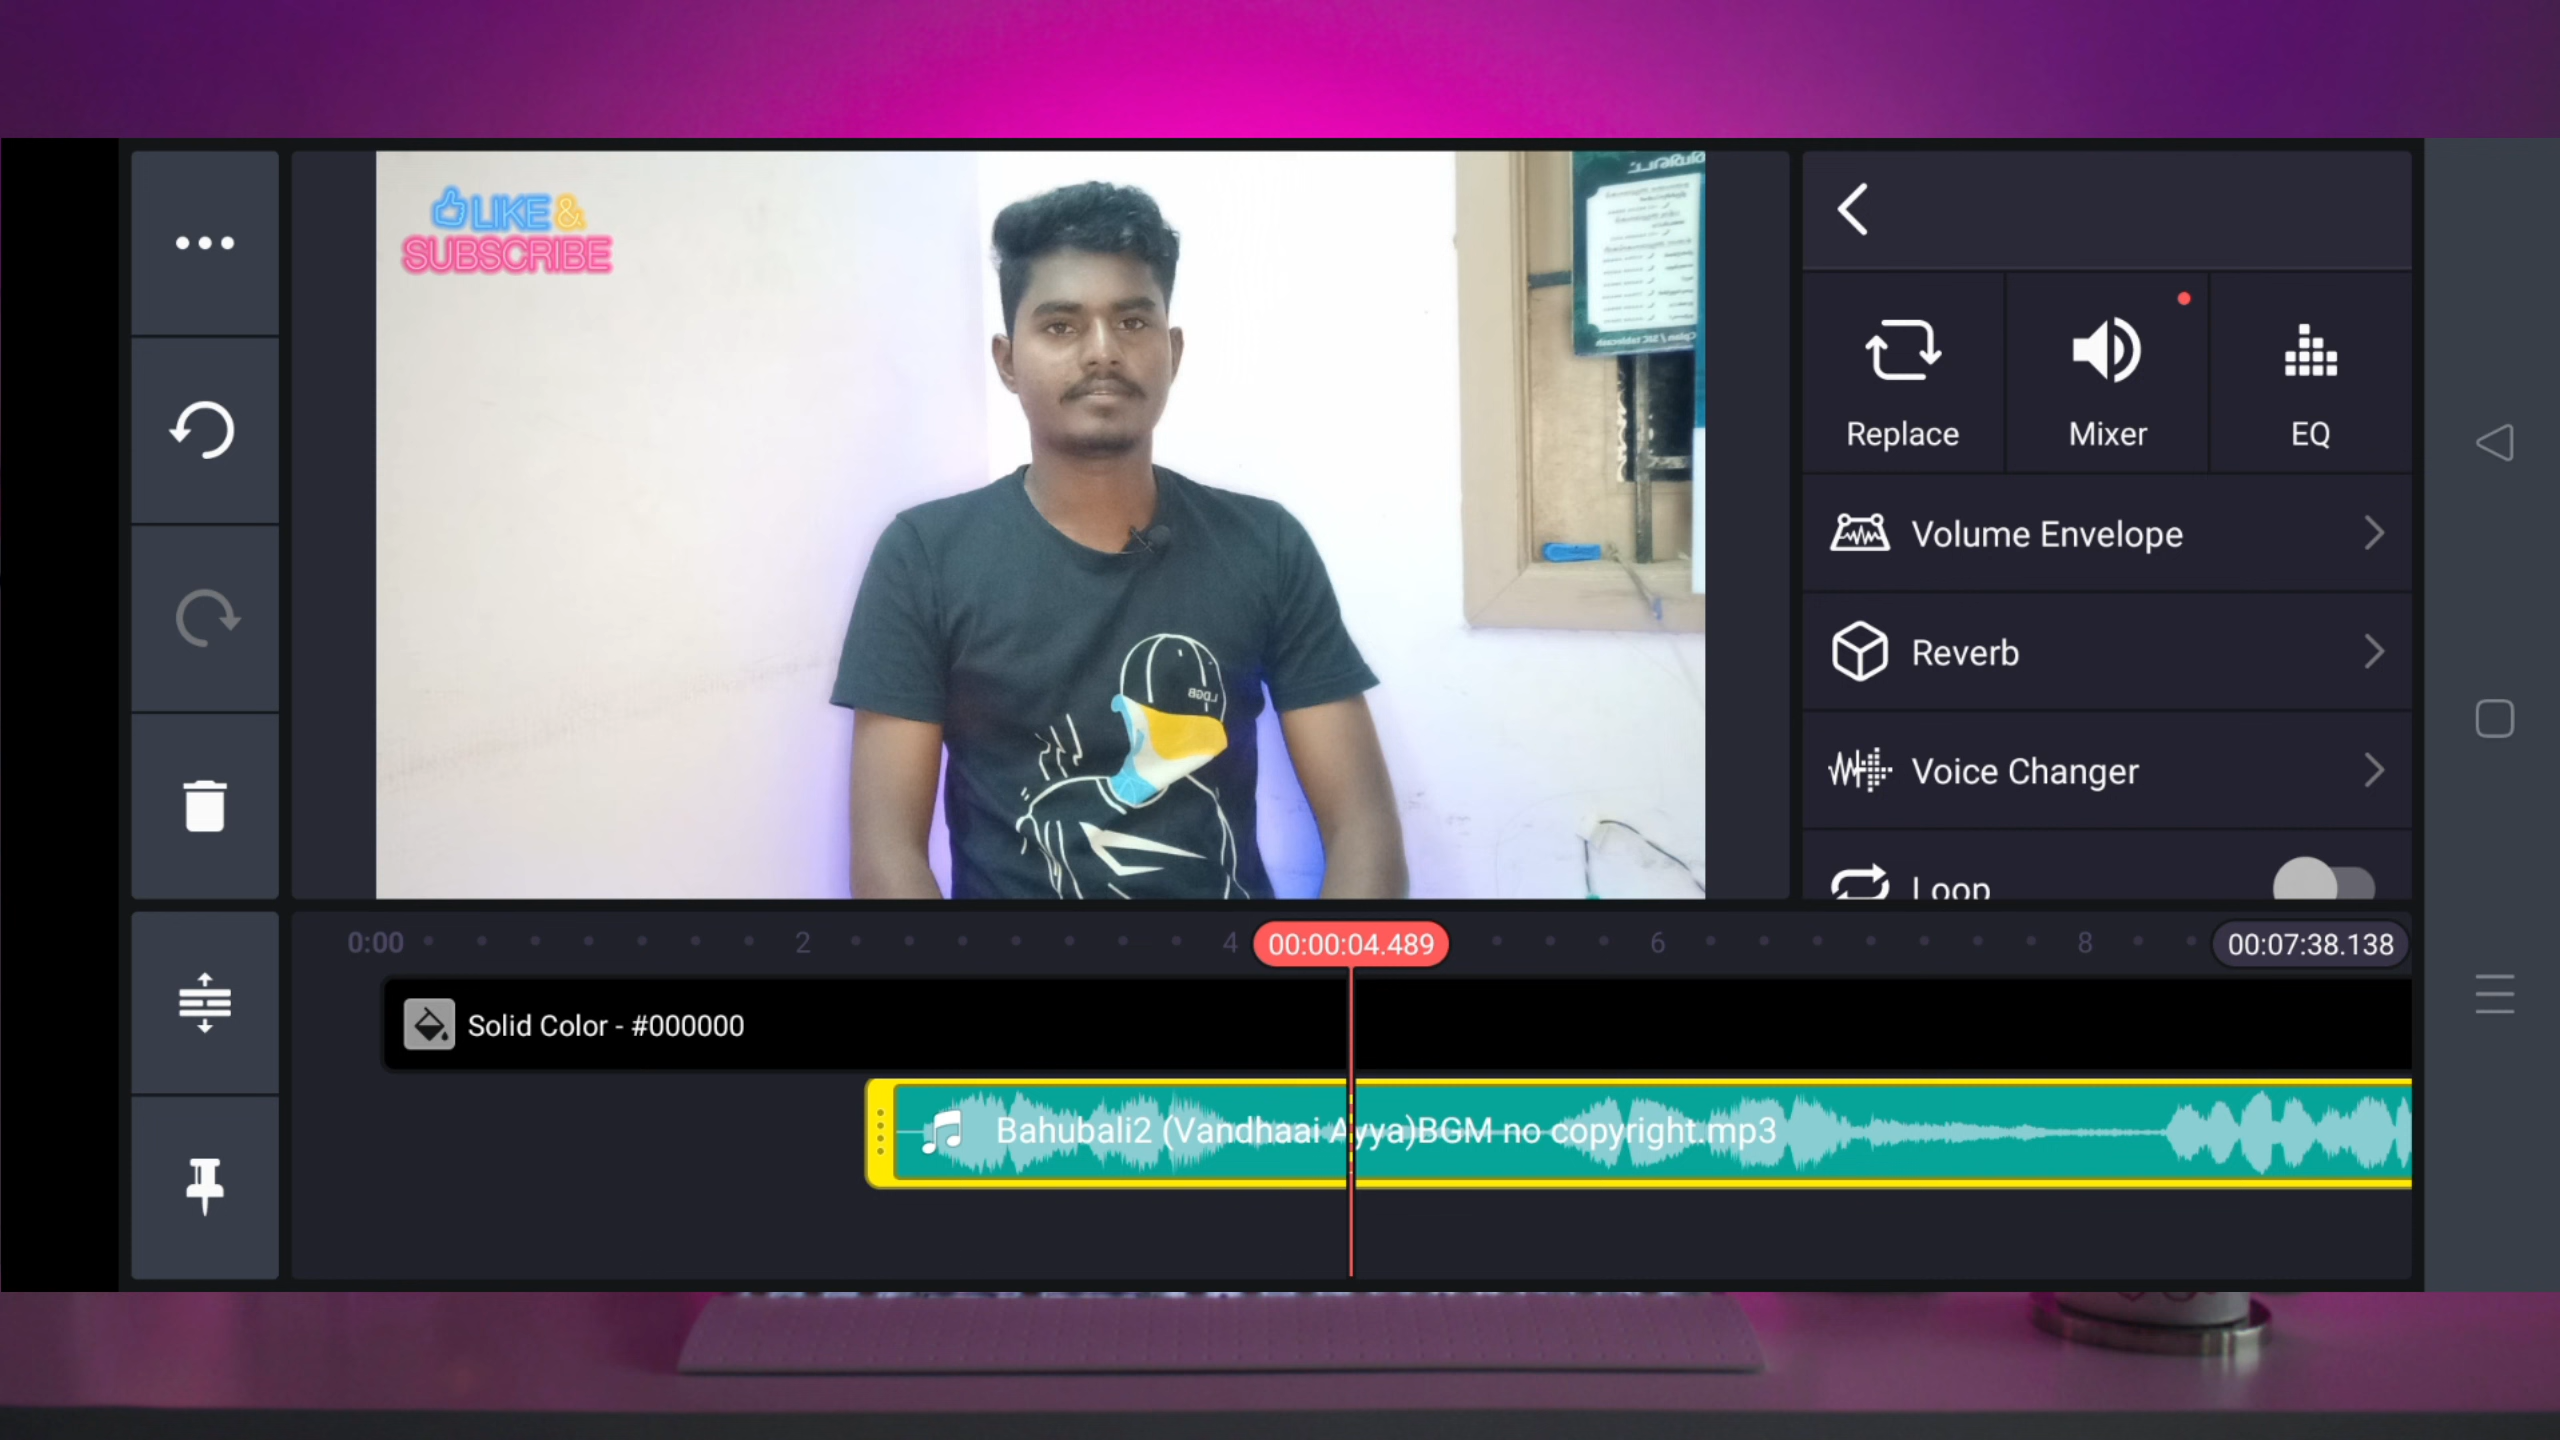 LIKE &
SUBSCRIBE
Replace
Mixer
EQ
Volume Envelope
Reverb
Voice Changer
Loop
0:00
2
4
00:00:04.489
6
8
00:07:38.138
Solid Color - #000000
Bahubali2 (Vandhaai Ayya)BGM no copyright.mp3